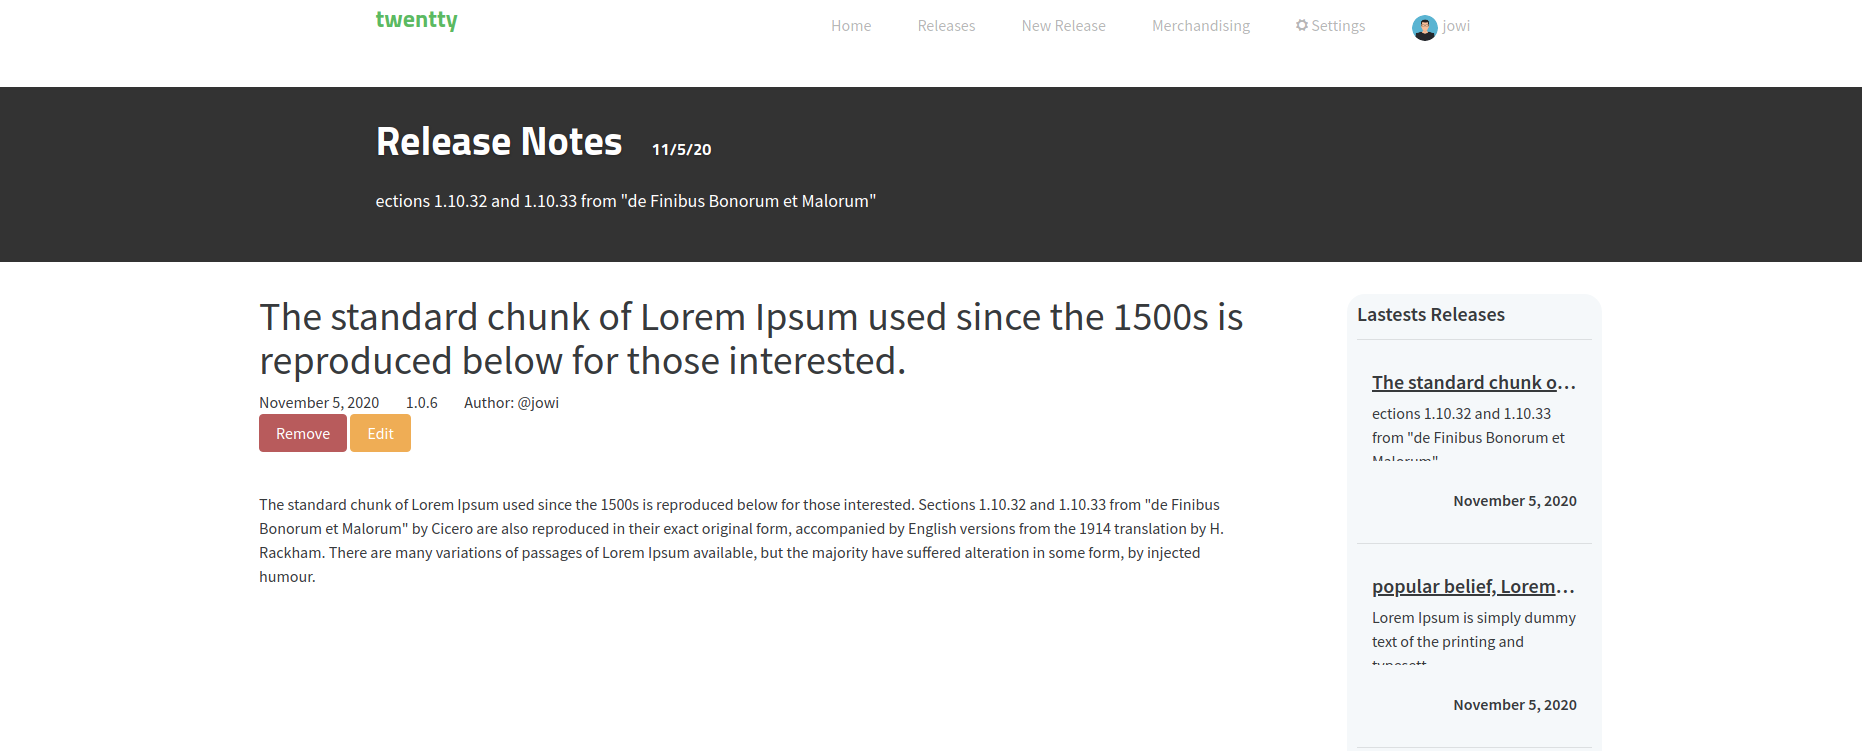 twentty
Home Releases New Release Merchandising Settings jowi
Release Notes 11/5/20
ections 1.10.32 and 1.10.33 from "de Finibus Bonorum et Malorum"
The standard chunk of Lorem Ipsum used since the 1500s is
reproduced below for those interested.
November 5, 2020 1.0.6 Author: @jowi
Remove Edit
The standard chunk of Lorem Ipsum used since the 1500s is reproduced below for those interested. Sections 1.10.32 and 1.10.33 from "de Finibus
Bonorum et Malorum" by Cicero are also reproduced in their exact original form, accompanied by English versions from the 1914 translation by H.
Rackham. There are many variations of passages of Lorem Ipsum available, but the majority have suffered alteration in some form, by injected
humour.
Lastests Releases
The standard chunk o...
ections 1.10.32 and 1.10.33
from "de Finibus Bonorum et
Malorum"
November 5, 2020
popular belief, Lorem...
Lorem Ipsum is simply dummy
text of the printing and
typesett
November 5, 2020